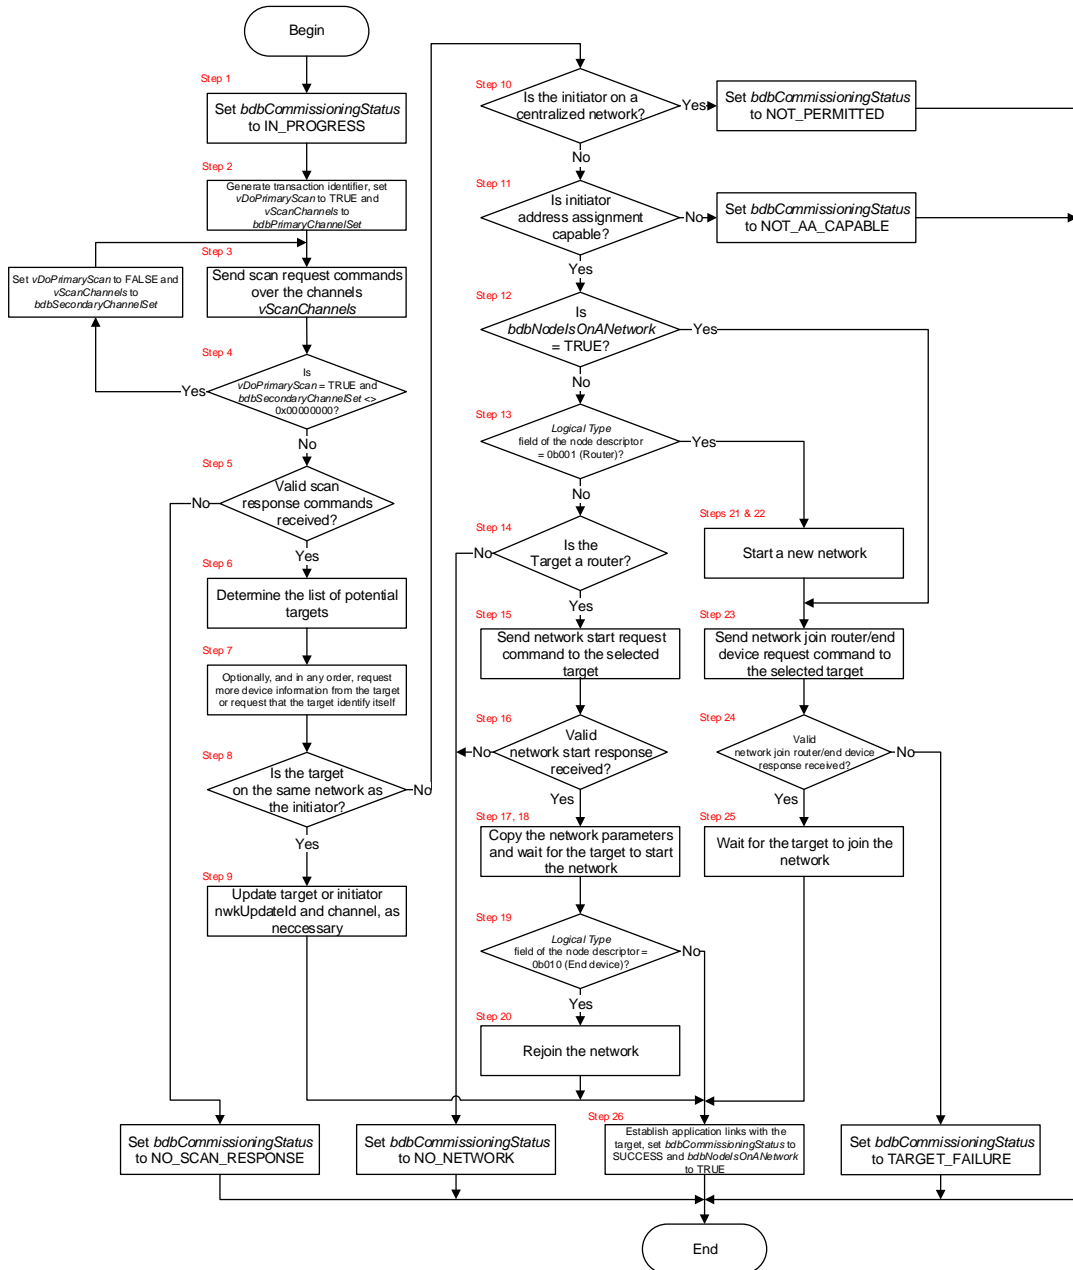 Begin
Step 1
Set bdbCommissioningStatus
to IN_PROGRESS
Step 2
Generate transaction identifier, set
vDoPrimaryScan to TRUE and
vScanChannels to
bdbPrimaryChannelSet
Step 3
Send scan request commands
over the channels
vScanChannels
Set vDoPrimaryScan to FALSE and
vScanChannels to
bdbSecondaryChannelSet
Step 4
Is
vDoPrimaryScan = TRUE and
bdbSecondaryChannelSet <>
0x00000000?
Yes
No
Step 5
Valid scan
response commands
received?
No
Yes
Step 6
Determine the list of potential
targets
Step 7
Optionally, and in any order, request
more device information from the target
or request that the target identify itself
Step 8
Is the target
on the same network as
the initiator?
No
Yes
Step 9
Update target or initiator
nwkUpdateId and channel, as
neccessary
Step 10
Is the initiator on a
centralized network?
Yes
Set bdbCommissioningStatus
to NOT_PERMITTED
No
Step 11
Is initiator
address assignment
capable?
No
Set bdbCommissioningStatus
to NOT_AA_CAPABLE
Yes
Step 12
Is
bdbNodeIsOnANetwork
= TRUE?
Yes
No
Step 13
Logical Type
field of the node descriptor
= 0b001 (Router)?
Yes
No
Step 14
Is the
Target a router?
No
Yes
Step 15
Send network start request
command to the selected
target
Step 16
Valid
network start response
received?
No
Yes
Step 17, 18
Copy the network parameters
and wait for the target to start
the network
Step 19
Logical Type
field of the node descriptor =
0b010 (End device)?
No
Yes
Step 20
Rejoin the network
Steps 21 & 22
Start a new network
Step 23
Send network join router/end
device request command to
the selected target
Step 24
Valid
network join router/end device
response received?
No
Yes
Step 25
Wait for the target to join the
network
Set bdbCommissioningStatus
to NO_SCAN_RESPONSE
Set bdbCommissioningStatus
to NO_NETWORK
Step 26
Establish application links with the
target, set bdbCommissioningStatus to
SUCCESS and bdbNodeIsOnANetwork
to TRUE
Set bdbCommissioningStatus
to TARGET_FAILURE
End